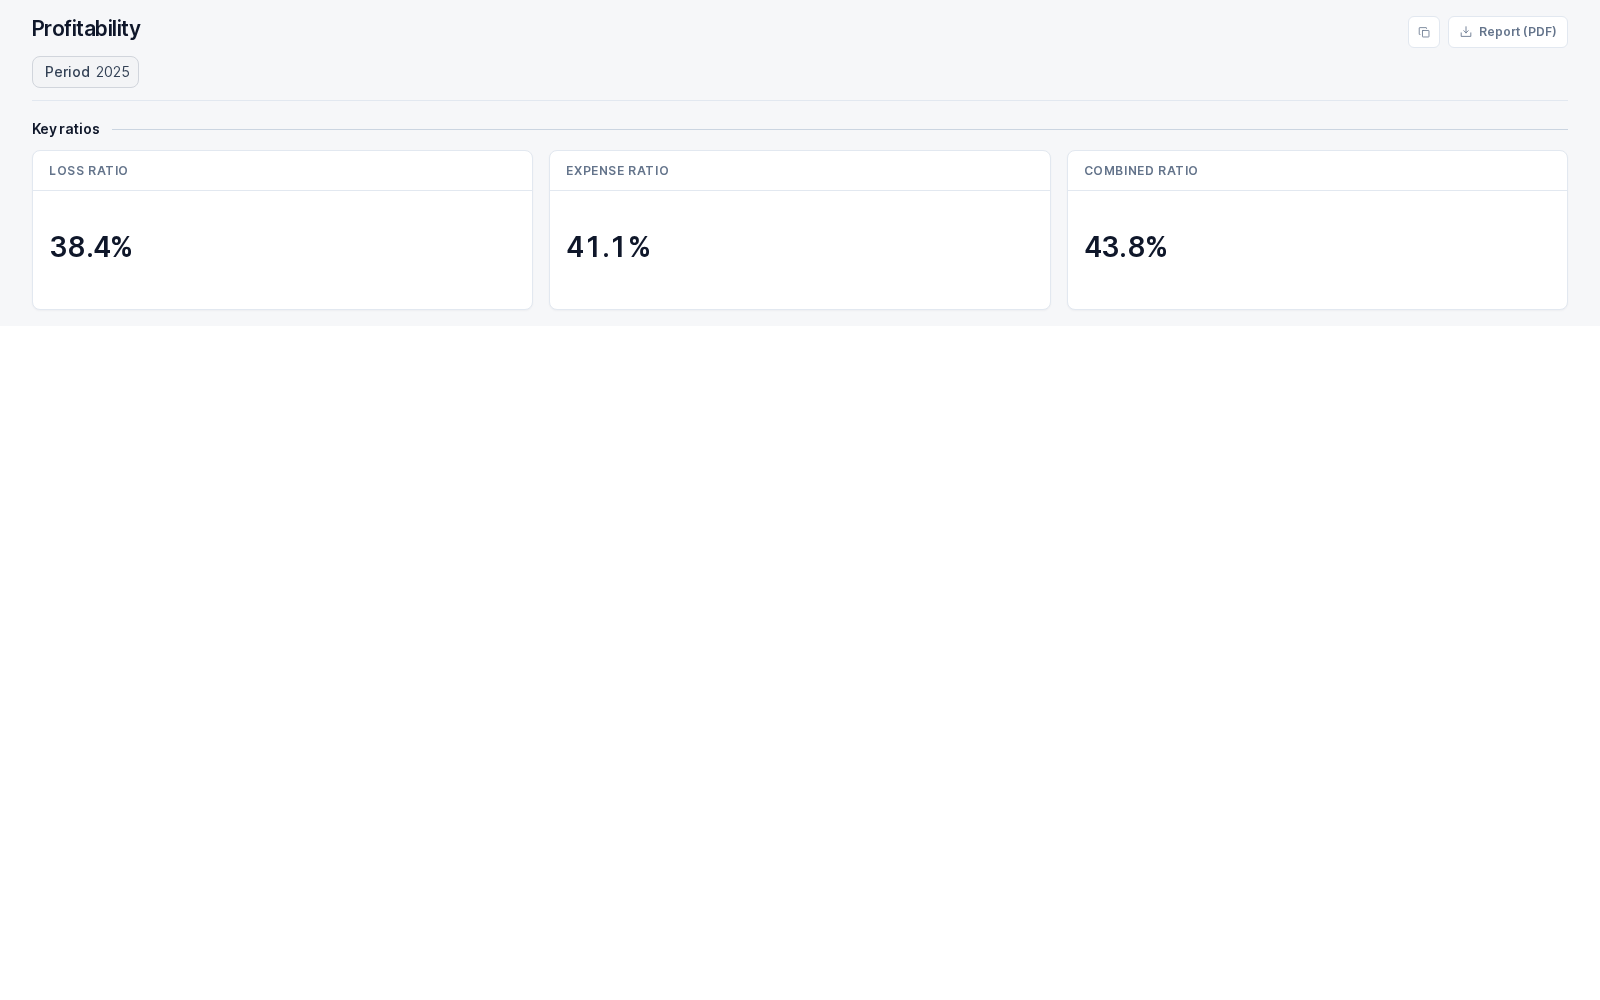 Profitability
Report (PDF)
Period 2025
Key ratios
LOSS RATIO
EXPENSE RATIO
COMBINED RATIO
38.4%
41.1%
43.8%